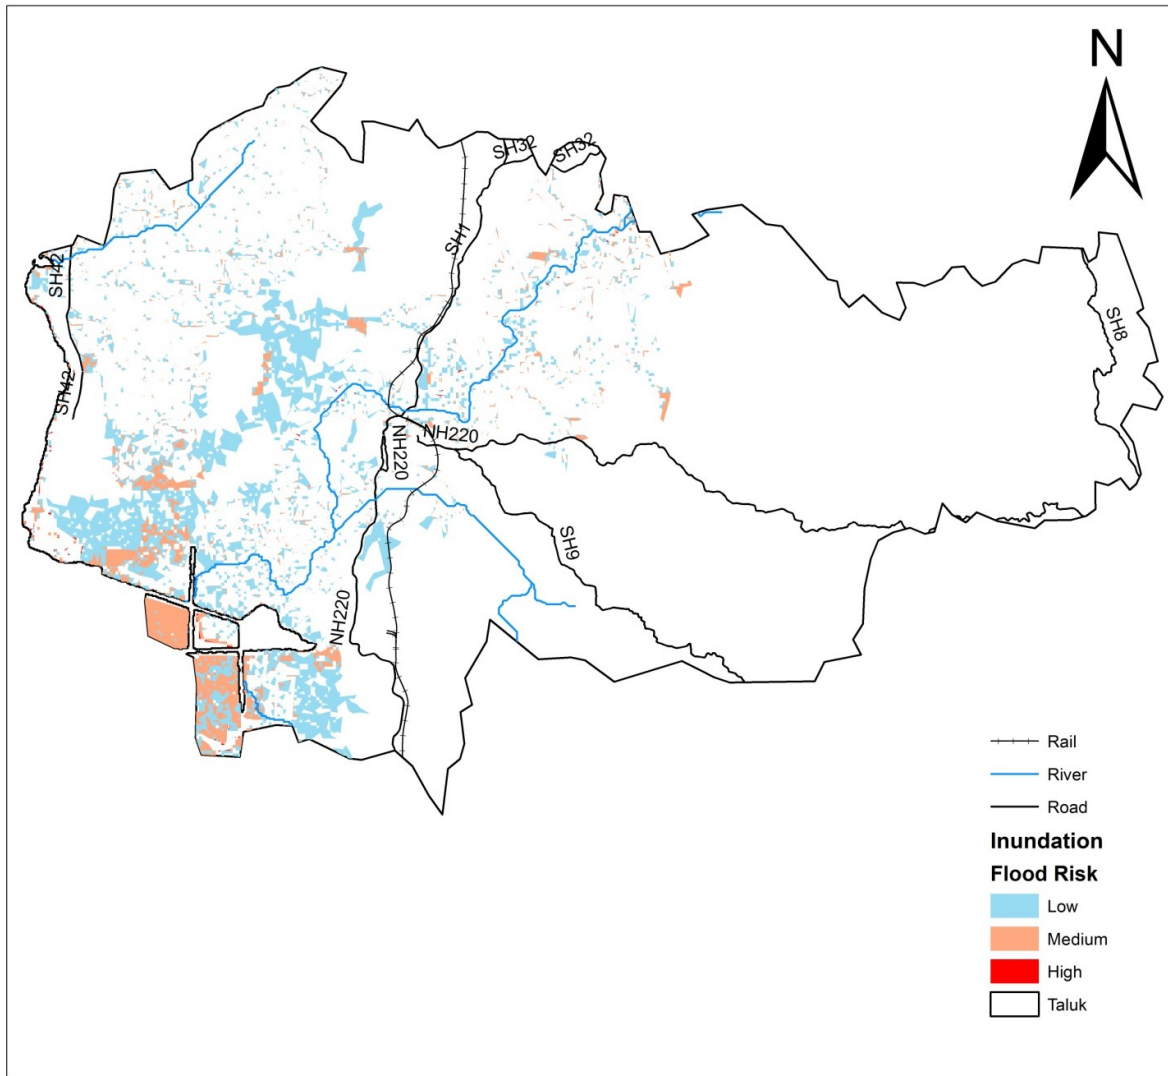 N
SH32
SH32
SH1
SH42
SH8
SH42
NH220
NH220
SH9
NH220
Rail
River
Road
Inundation
Flood Risk
Low
Medium
High
Taluk